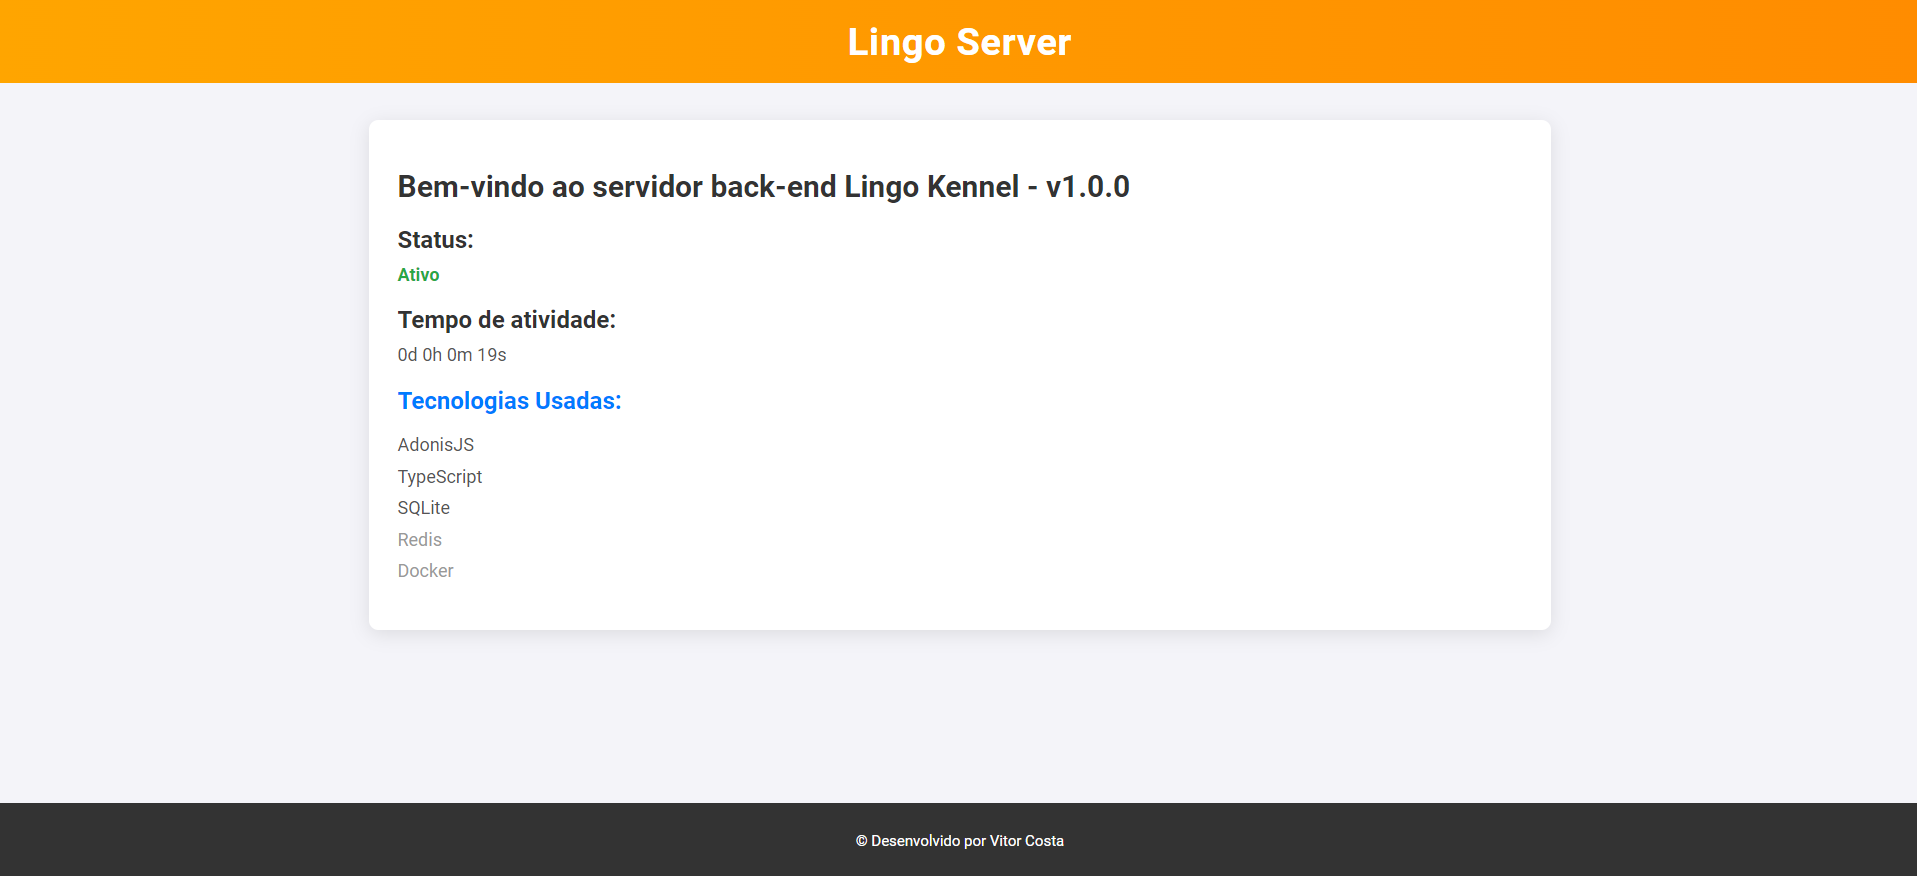 Lingo Server
Bem-vindo ao servidor back-end Lingo Kennel - v1.0.0
Status:
Ativo
Tempo de atividade:
0d 0h 0m 19s
Tecnologias Usadas:
AdonisJS
TypeScript
SQLite
Redis
Docker
© Desenvolvido por Vitor Costa